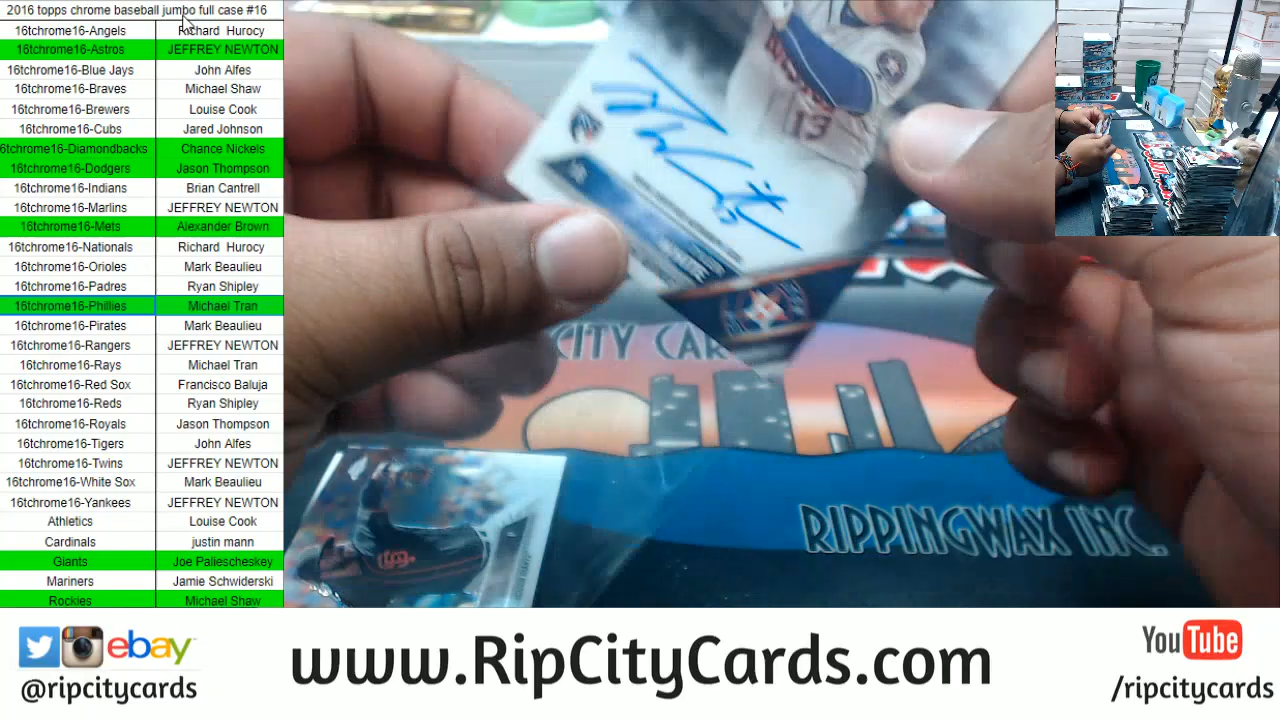 2016 topps chrome baseball jumbo full case #16
16tchrome16-Angels Richard Hurocy
16tchrome16-Astros JEFFREY NEWTON
16tchrome16-Blue Jays John Alfes
16tchrome16-Braves Michael Shaw
16tchrome16-Brewers Louise Cook
16tchrome16-Cubs Jared Johnson
6tchrome16-Diamondbacks Chance Nickels
16tchrome16-Dodgers Jason Thompson
16tchrome16-Indians Brian Cantrell
16tchrome16-Marlins JEFFREY NEWTON
16tchrome16-Mets Alexander Brown
16tchrome16-Nationals Richard Hurocy
16tchrome16-Orioles Mark Beaulieu
16tchrome16-Padres Ryan Shipley
16tchrome16-Phillies Michael Tran
16tchrome16-Pirates Mark Beaulieu
16tchrome16-Rangers JEFFREY NEWTON
16tchrome16-Rays Michael Tran
16tchrome16-Red Sox Francisco Baluja
16tchrome16-Reds Ryan Shipley
16tchrome16-Royals Jason Thompson
16tchrome16-Tigers John Alfes
16tchrome16-Twins JEFFREY NEWTON
16tchrome16-White Sox Mark Beaulieu
16tchrome16-Yankees JEFFREY NEWTON
Athletics Louise Cook
Cardinals justin mann
Giants Joe Paliescheskey
Mariners Jamie Schwiderski
Rockies Michael Shaw
CITY CAR
RIPPINGWAX INC.
ebay
@ripcitycards
www.RipCityCards.com
YouTube
/ripcitycards